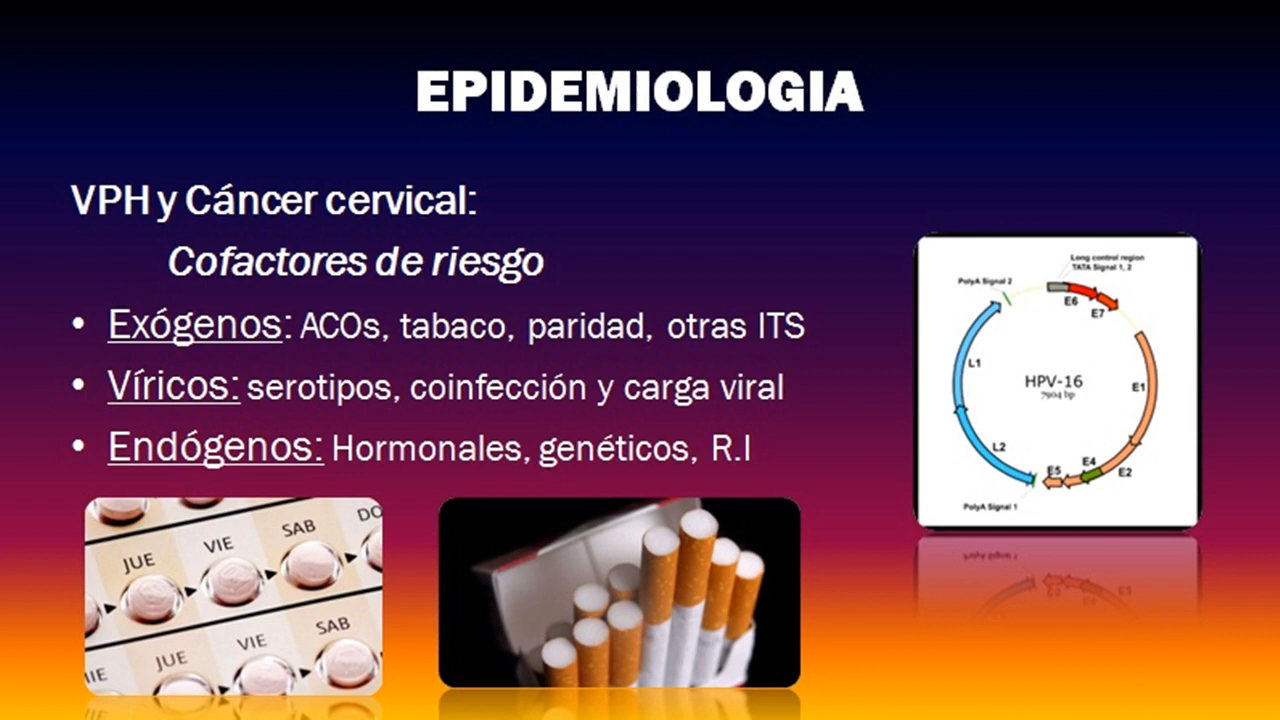 EPIDEMIOLOGIA
VPH y Cáncer cervical:
Cofactores de riesgo
• Exógenos: ACOs, tabaco, paridad, otras ITS
• Víricos: serotipos, coinfección y carga viral
• Endógenos: Hormonales, genéticos, R.I
Long control region
TATA Signal 1, 2
PolyA Signal 2
E6
E7
L1
HPV-16
7904 bp
E1
L2
E4
E5
E2
PolyA Signal 1
JUE VIE SAB DO
IE JUE VIE SAB